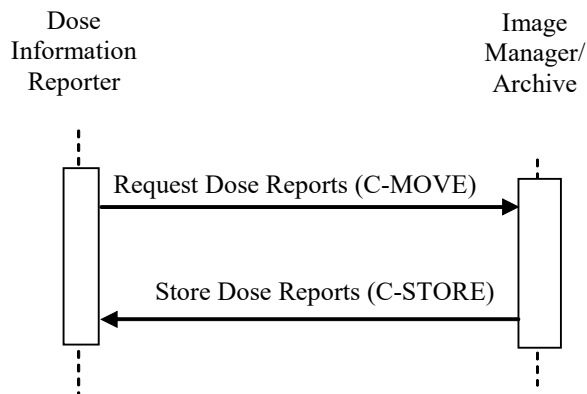 Dose
Information
Reporter
Image
Manager/
Archive
Request Dose Reports (C-MOVE)
Store Dose Reports (C-STORE)